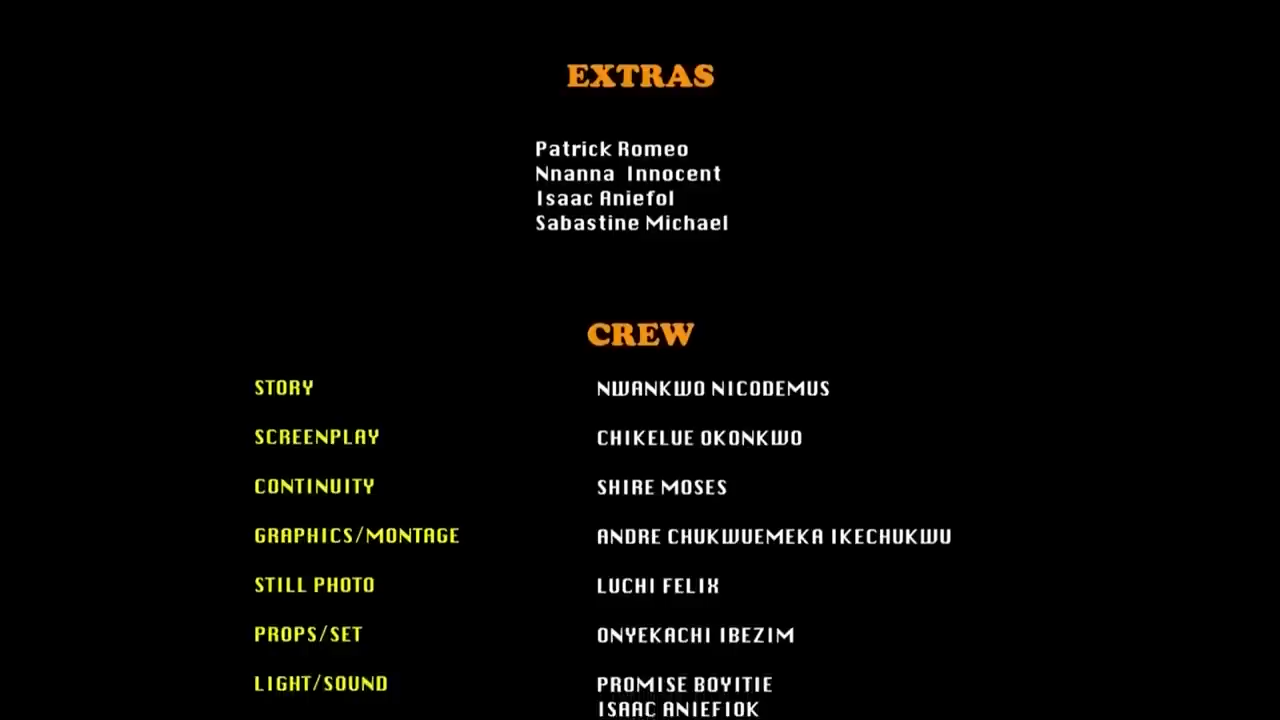 EXTRAS
Patrick Romeo
Nnanna Innocent
Isaac Aniefol
Sabastine Michael
CREW
STORY NWANKWO NICODEMUS
SCREENPLAY CHIKELUE OKONKWO
CONTINUITY SHIRE MOSES
GRAPHICS/MONTAGE ANDRE CHUKWUEMEKA IKECHUKWU
STILL PHOTO LUCHI FELIX
PROPS/SET ONYEKACHI IBEZIM
LIGHT/SOUND PROMISE BOYITIE
ISAAC ANIEFIOK